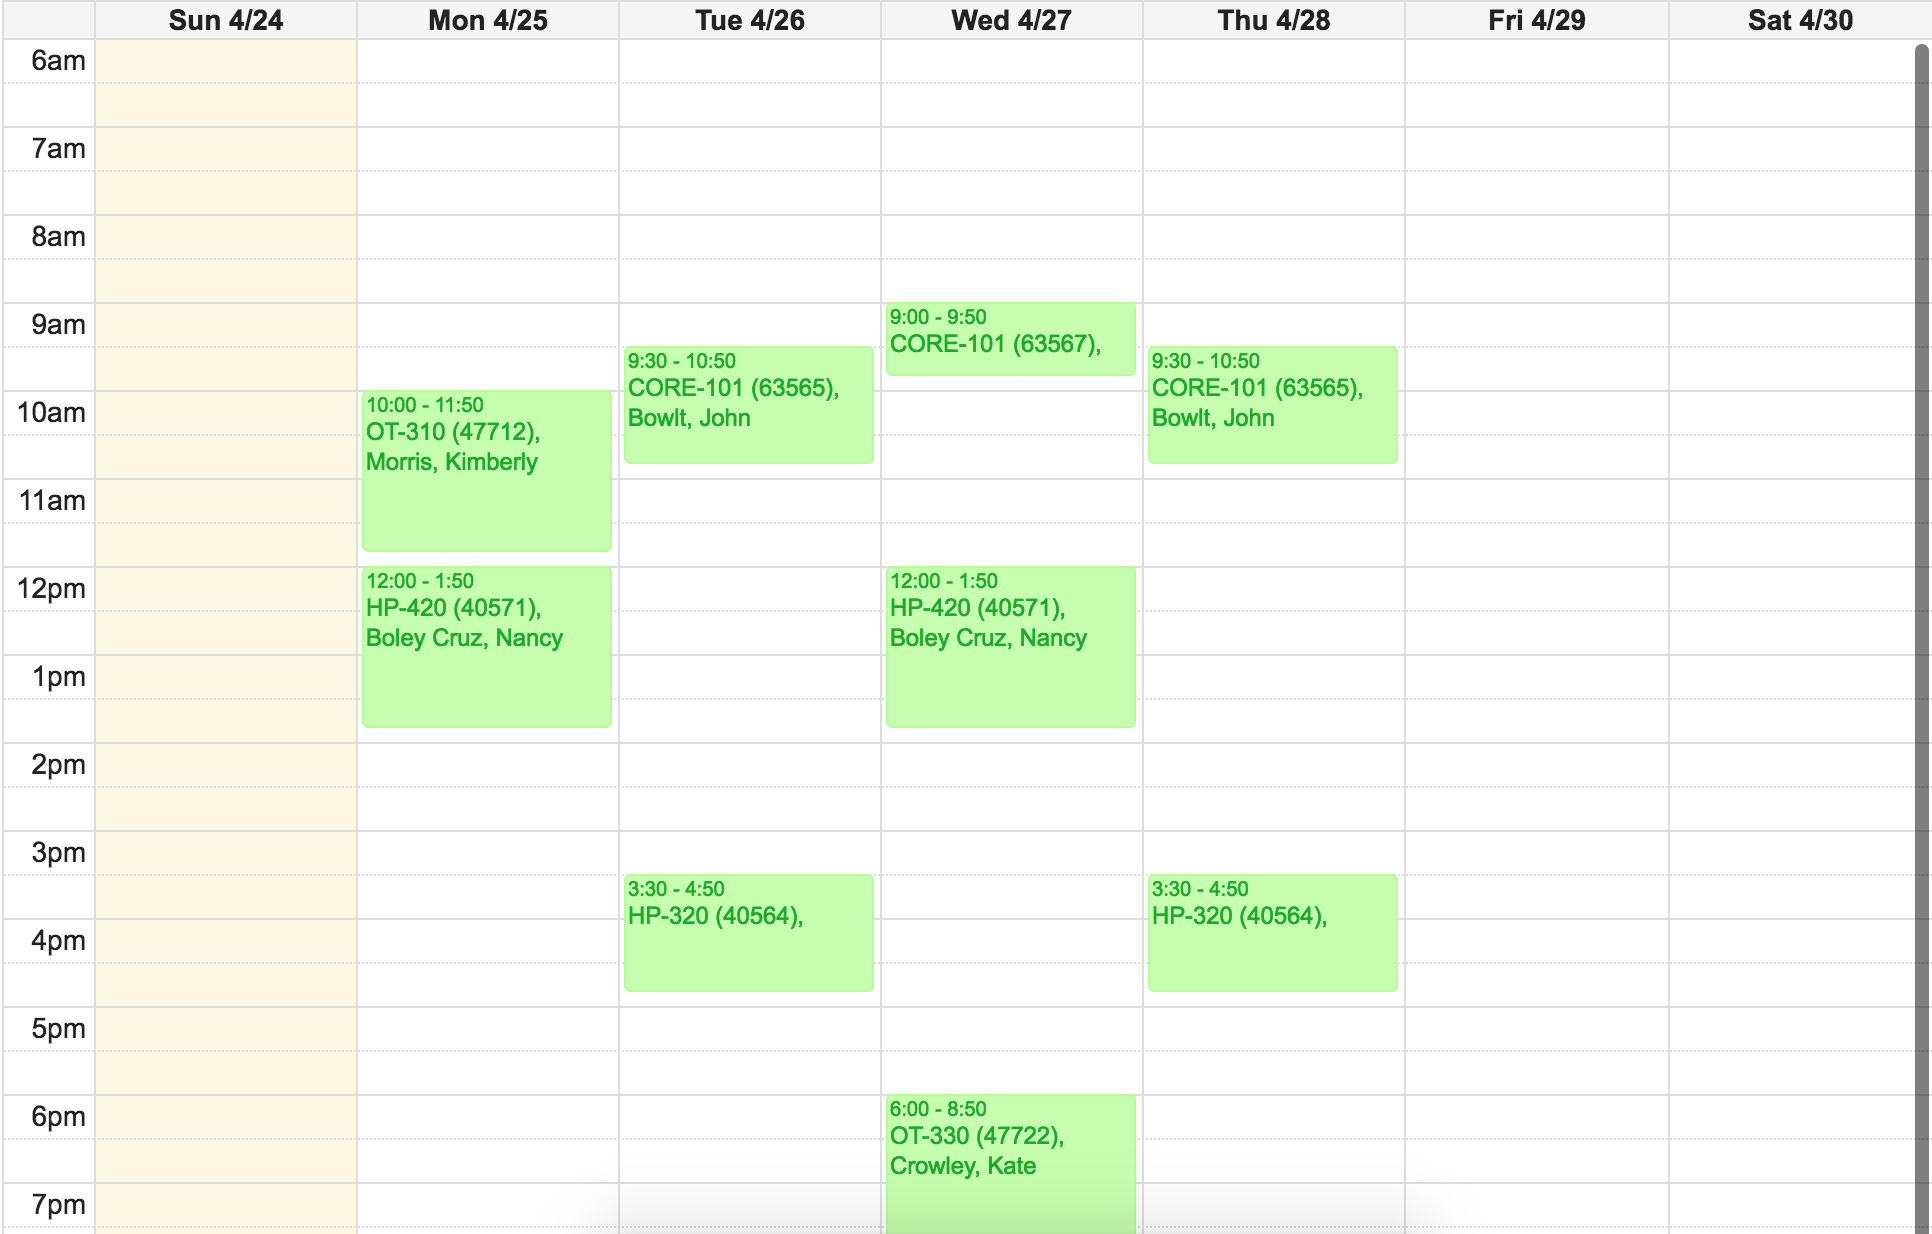 Sun 4/24 Mon 4/25 Tue 4/26 Wed 4/27 Thu 4/28 Fri 4/29 Sat 4/30
6am
7am
8am
9am
10am
11am
12pm
1pm
2pm
3pm
4pm
5pm
6pm
7pm
10:00 - 11:50
OT-310 (47712),
Morris, Kimberly
12:00 - 1:50
HP-420 (40571),
Boley Cruz, Nancy
9:30 - 10:50
CORE-101 (63565),
Bowlt, John
3:30 - 4:50
HP-320 (40564),
9:00 - 9:50
CORE-101 (63567),
12:00 - 1:50
HP-420 (40571),
Boley Cruz, Nancy
6:00 - 8:50
OT-330 (47722),
Crowley, Kate
9:30 - 10:50
CORE-101 (63565),
Bowlt, John
3:30 - 4:50
HP-320 (40564),